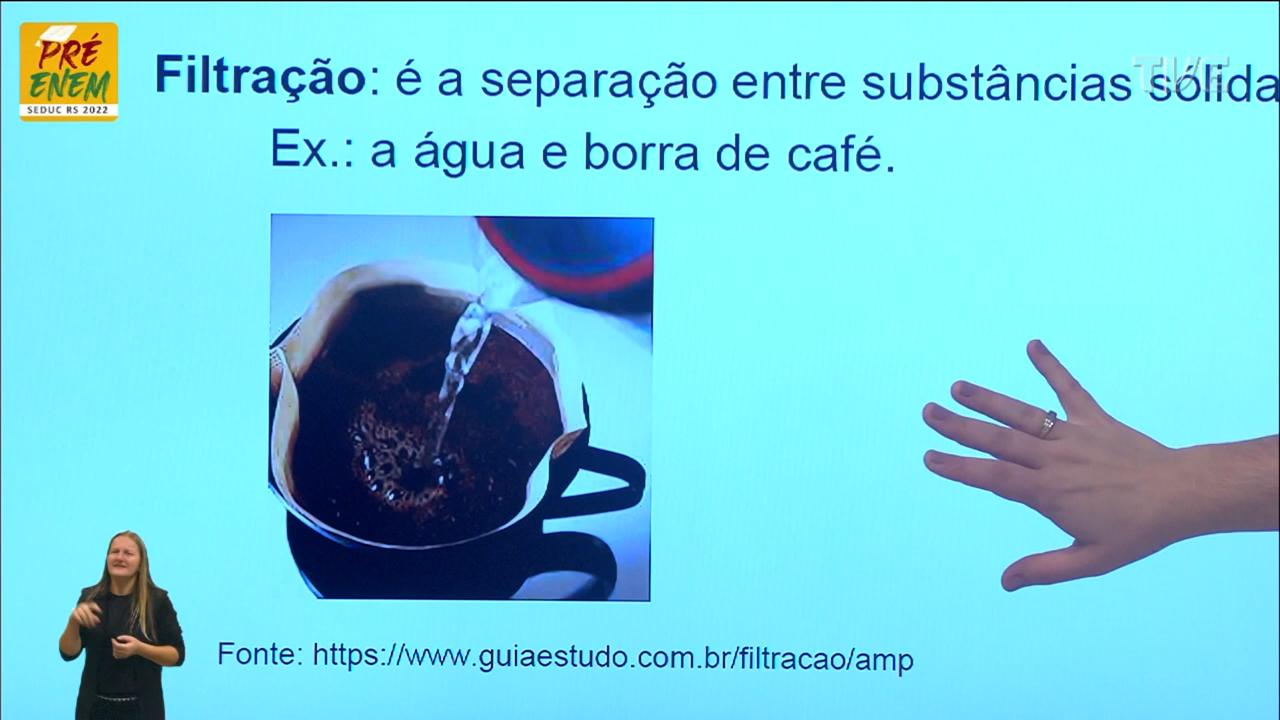 PRÉ
ENEM
SEDUC RS 2022
TVE
Filtração: é a separação entre substâncias sólida
Ex.: a água e borra de café.
Fonte: https://www.guiaestudo.com.br/filtracao/amp